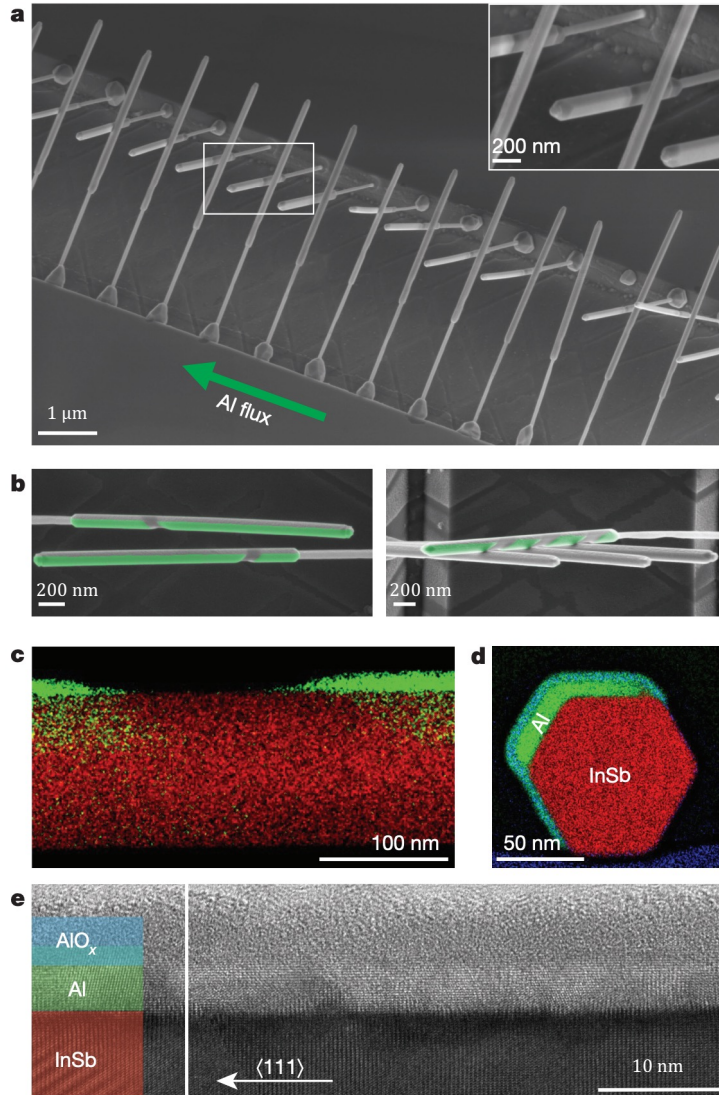 a
200 nm
1 μm
Al flux
b
200 nm
200 nm
c
d
100 nm
Al
InSb
50 nm
e
AlOx
Al
InSb
⟨111⟩
10 nm